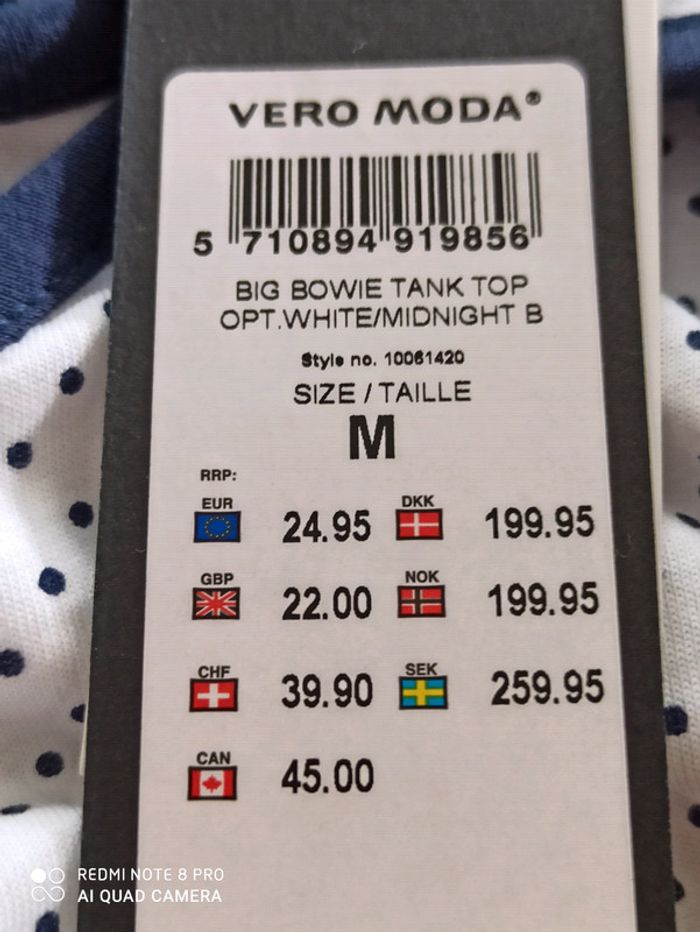 VERO MODA®
5 710894 919856
BIG BOWIE TANK TOP
OPT.WHITE/MIDNIGHT B
Style no. 10061420
SIZE / TAILLE
M
RRP:
EUR 24.95 DKK 199.95
GBP 22.00 NOK 199.95
CHF 39.90 SEK 259.95
CAN 45.00
REDMI NOTE 8 PRO
AI QUAD CAMERA